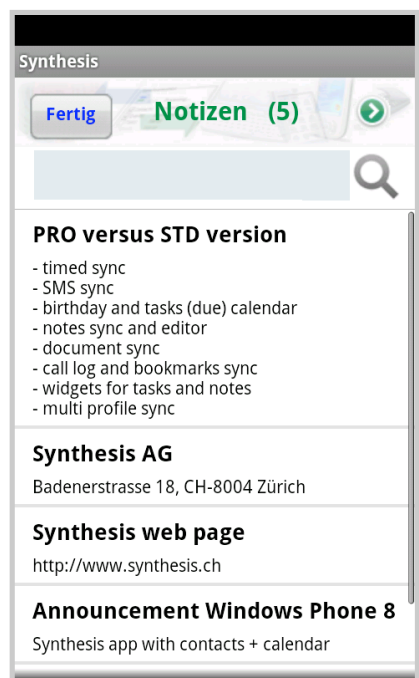 Synthesis
Fertig
Notizen (5)
PRO versus STD version
- timed sync
- SMS sync
- birthday and tasks (due) calendar
- notes sync and editor
- document sync
- call log and bookmarks sync
- widgets for tasks and notes
- multi profile sync
Synthesis AG
Badenerstrasse 18, CH-8004 Zürich
Synthesis web page
http://www.synthesis.ch
Announcement Windows Phone 8
Synthesis app with contacts + calendar